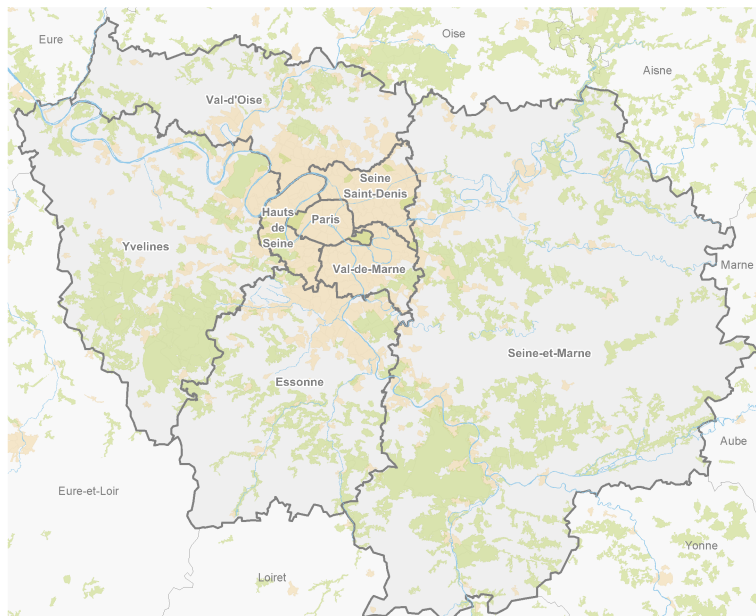 Eure
Oise
Aisne
Val-d'Oise
Seine
Saint-Denis
Hauts
de
Seine
Paris
Yvelines
Val-de-Marne
Marne
Seine-et-Marne
Essonne
Aube
Eure-et-Loir
Yonne
Loiret